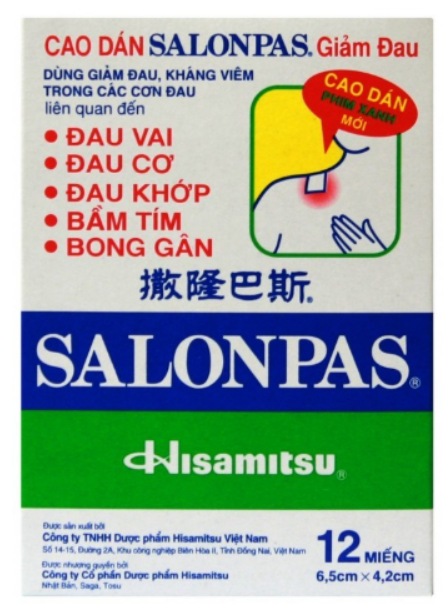 CAO DÁN SALONPAS® Giảm Đau
DÙNG GIẢM ĐAU, KHÁNG VIÊM
TRONG CÁC CƠN ĐAU
liên quan đến
• ĐAU VAI
• ĐAU CƠ
• ĐAU KHỚP
• BẦM TÍM
• BONG GÂN
CAO DÁN
PHIM XANH
MỚI
撒隆巴斯®
SALONPAS®
Hisamitsu®
Được sản xuất bởi
Công ty TNHH Dược phẩm Hisamitsu Việt Nam
Số 14-15, Đường 2A, Khu công nghiệp Biên Hòa II, Tỉnh Đồng Nai, Việt Nam
Được nhượng quyền bởi
Công ty Cổ phần Dược phẩm Hisamitsu
Nhật Bản, Saga, Tosu
12 MIẾNG
6,5cm × 4,2cm